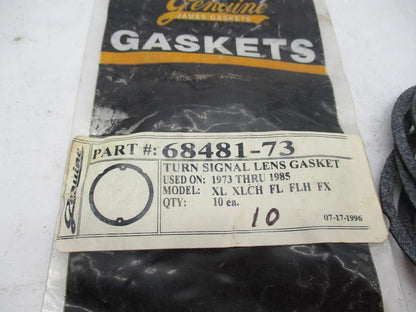 Genuine
JAMES GASKETS
GASKETS
Genuine
PART #: 68481-73
TURN SIGNAL LENS GASKET
USED ON: 1973 THRU 1985
MODEL: XL XLCH FL FLH FX
QTY: 10 ea.
10
07-17-1996